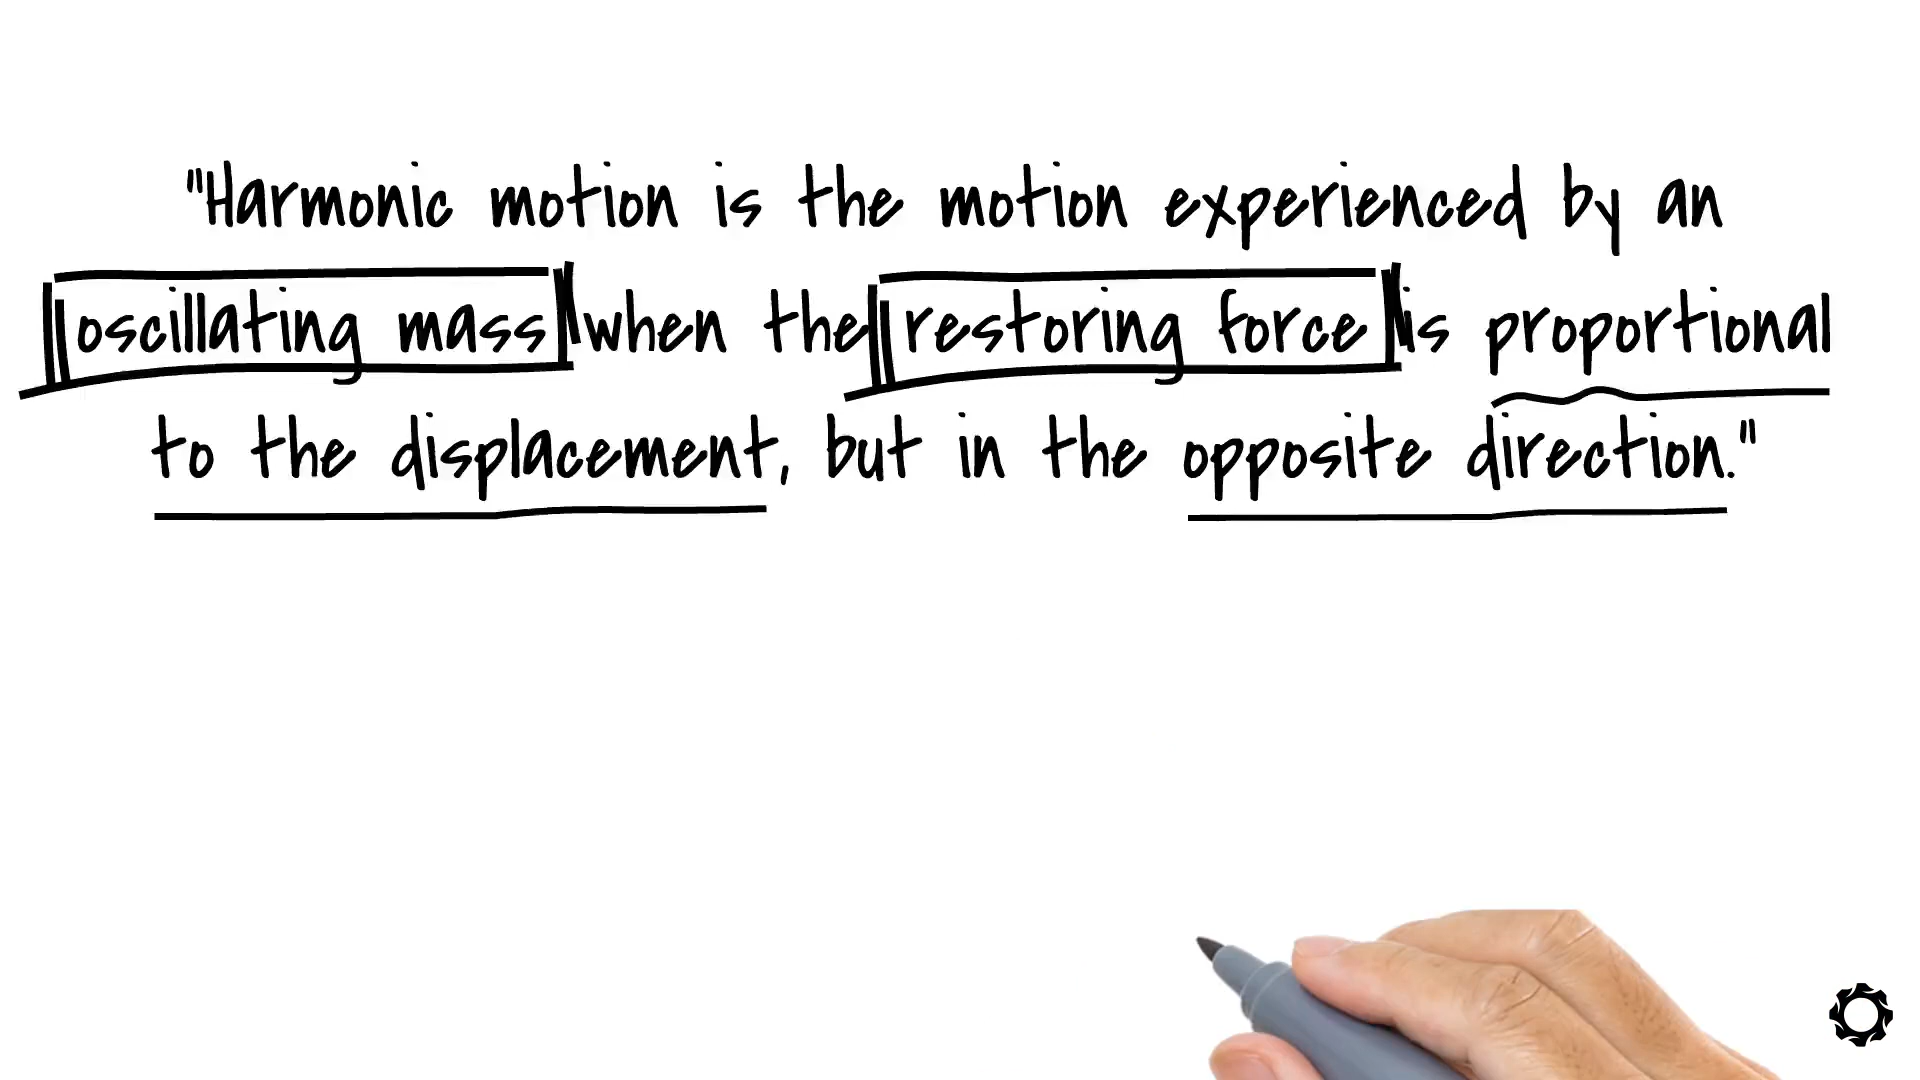 "Harmonic motion is the motion experienced by an
oscillating mass when the restoring force is proportional
to the displacement, but in the opposite direction."